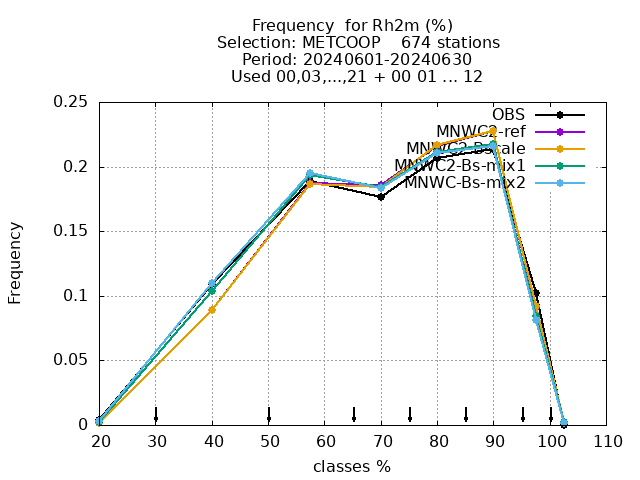 Frequency  for Rh2m (%)
Selection: METCOOP    674 stations
Period: 20240601-20240630
Used 00,03,...,21 + 00 01 ... 12
0.25
0.2
0.15
0.1
0.05
0
Frequency
OBS
MNWC2-ref
MNWC2-Bscale
MNWC2-Bs-mix1
MNWC-Bs-mix2
20 30 40 50 60 70 80 90 100 110
classes %